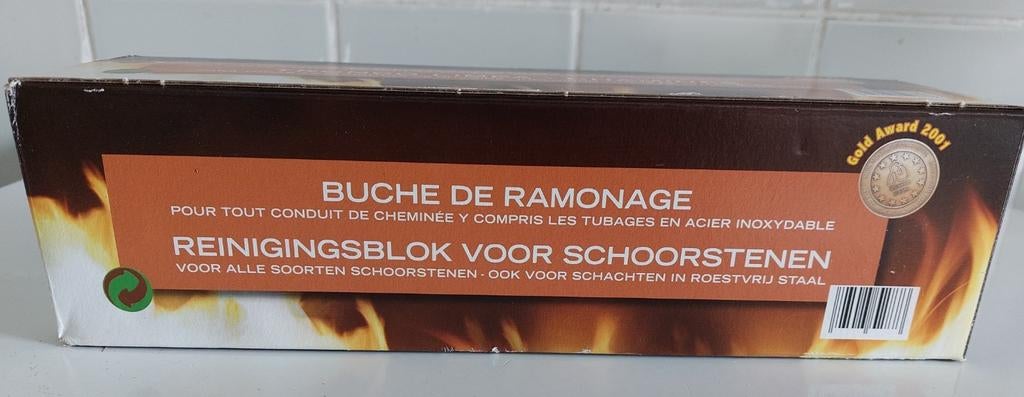 Gold Award 2001
BUCHE DE RAMONAGE
POUR TOUT CONDUIT DE CHEMINÉE Y COMPRIS LES TUBAGES EN ACIER INOXYDABLE
REINIGINGSBLOK VOOR SCHOORSTENEN
VOOR ALLE SOORTEN SCHOORSTENEN - OOK VOOR SCHACHTEN IN ROESTVRIJ STAAL